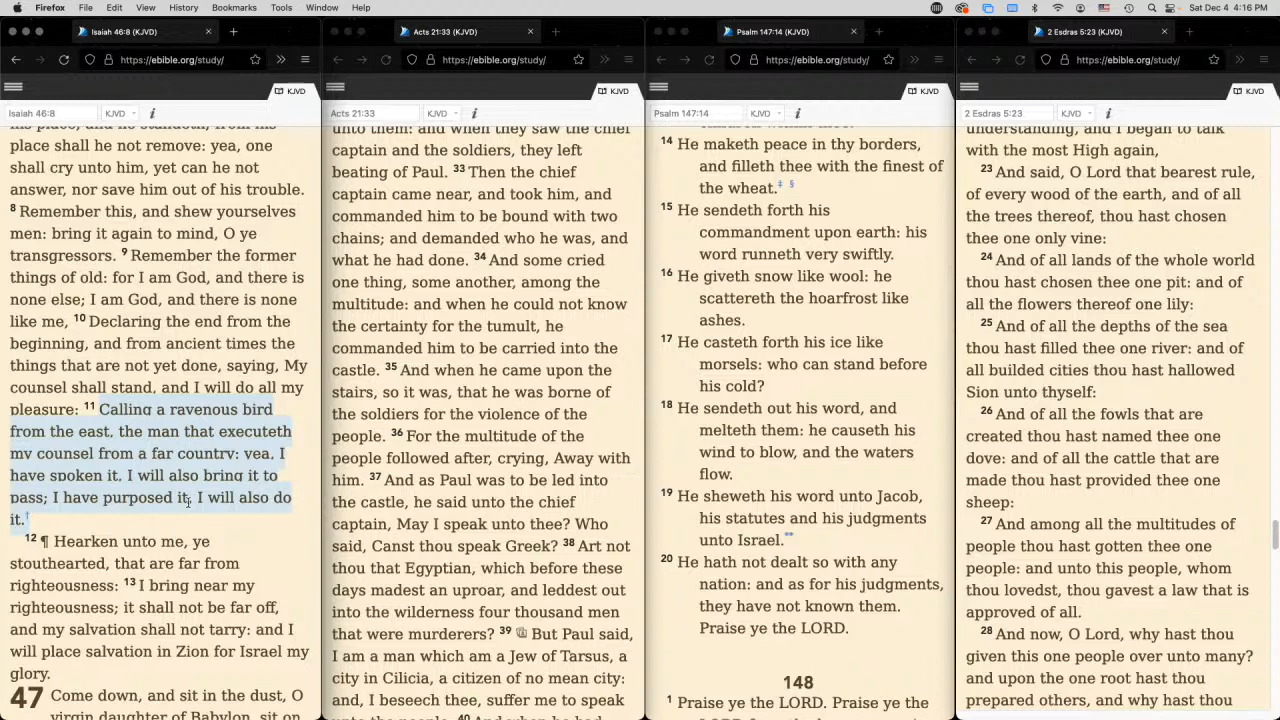 Firefox File Edit View History Bookmarks Tools Window Help Sat Dec 4 4:16 PM
Isaiah 46:8 (KJVD)
https://ebible.org/study/
KJVD
Isaiah 46:8 KJVD i
his place, and he standeth, from his
place shall he not remove: yea, one
shall cry unto him, yet can he not
answer, nor save him out of his trouble.
8 Remember this, and shew yourselves
men: bring it again to mind, O ye
transgressors. 9 Remember the former
things of old: for I am God, and there is
none else; I am God, and there is none
like me, 10 Declaring the end from the
beginning, and from ancient times the
things that are not yet done, saying, My
counsel shall stand, and I will do all my
pleasure: 11 Calling a ravenous bird
from the east, the man that executeth
my counsel from a far country: yea, I
have spoken it, I will also bring it to
pass; I have purposed it, I will also do
it.†
12 ¶ Hearken unto me, ye
stouthearted, that are far from
righteousness: 13 I bring near my
righteousness; it shall not be far off,
and my salvation shall not tarry: and I
will place salvation in Zion for Israel my
glory.
47 Come down, and sit in the dust, O
virgin daughter of Babylon, sit on
Acts 21:33 (KJVD)
https://ebible.org/study/
KJVD
Acts 21:33 KJVD i
unto them: and when they saw the chief
captain and the soldiers, they left
beating of Paul. 33 Then the chief
captain came near, and took him, and
commanded him to be bound with two
chains; and demanded who he was, and
what he had done. 34 And some cried
one thing, some another, among the
multitude: and when he could not know
the certainty for the tumult, he
commanded him to be carried into the
castle. 35 And when he came upon the
stairs, so it was, that he was borne of
the soldiers for the violence of the
people. 36 For the multitude of the
people followed after, crying, Away with
him. 37 And as Paul was to be led into
the castle, he said unto the chief
captain, May I speak unto thee? Who
said, Canst thou speak Greek? 38 Art not
thou that Egyptian, which before these
days madest an uproar, and leddest out
into the wilderness four thousand men
that were murderers? 39 But Paul said,
I am a man which am a Jew of Tarsus, a
city in Cilicia, a citizen of no mean city:
and, I beseech thee, suffer me to speak
unto the people. 40 And when he had
Psalm 147:14 (KJVD)
https://ebible.org/study/
KJVD
Psalm 147:14 KJVD i
14 He maketh peace in thy borders,
and filleth thee with the finest of
the wheat.‡ §
15 He sendeth forth his
commandment upon earth: his
word runneth very swiftly.
16 He giveth snow like wool: he
scattereth the hoarfrost like
ashes.
17 He casteth forth his ice like
morsels: who can stand before
his cold?
18 He sendeth out his word, and
melteth them: he causeth his
wind to blow, and the waters
flow.
19 He sheweth his word unto Jacob,
his statutes and his judgments
unto Israel.**
20 He hath not dealt so with any
nation: and as for his judgments,
they have not known them.
Praise ye the LORD.
148
1 Praise ye the LORD. Praise ye the
2 Esdras 5:23 (KJVD)
https://ebible.org/study/
KJVD
2 Esdras 5:23 KJVD i
understanding, and I began to talk
with the most High again,
23 And said, O Lord that bearest rule,
of every wood of the earth, and of all
the trees thereof, thou hast chosen
thee one only vine:
24 And of all lands of the whole world
thou hast chosen thee one pit: and of
all the flowers thereof one lily:
25 And of all the depths of the sea
thou hast filled thee one river: and of
all builded cities thou hast hallowed
Sion unto thyself:
26 And of all the fowls that are
created thou hast named thee one
dove: and of all the cattle that are
made thou hast provided thee one
sheep:
27 And among all the multitudes of
people thou hast gotten thee one
people: and unto this people, whom
thou lovedst, thou gavest a law that is
approved of all.
28 And now, O Lord, why hast thou
given this one people over unto many?
and upon the one root hast thou
prepared others, and why hast thou